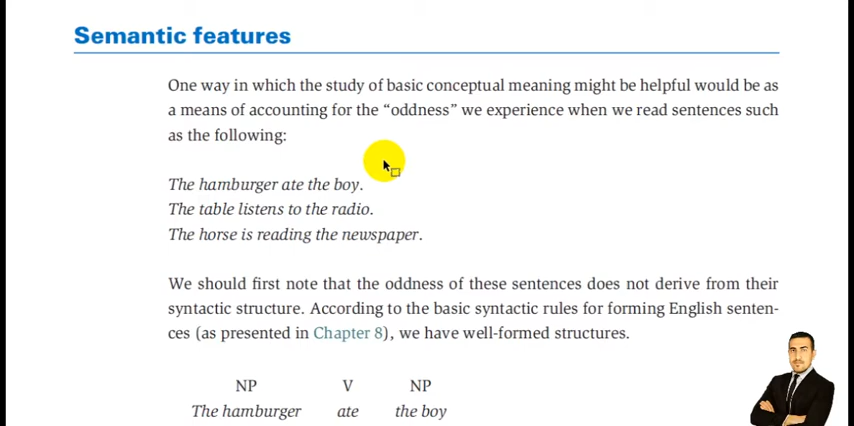 Semantic features
One way in which the study of basic conceptual meaning might be helpful would be as
a means of accounting for the “oddness” we experience when we read sentences such
as the following:
The hamburger ate the boy.
The table listens to the radio.
The horse is reading the newspaper.
We should first note that the oddness of these sentences does not derive from their
syntactic structure. According to the basic syntactic rules for forming English senten-
ces (as presented in Chapter 8), we have well-formed structures.
NP V NP
The hamburger ate the boy